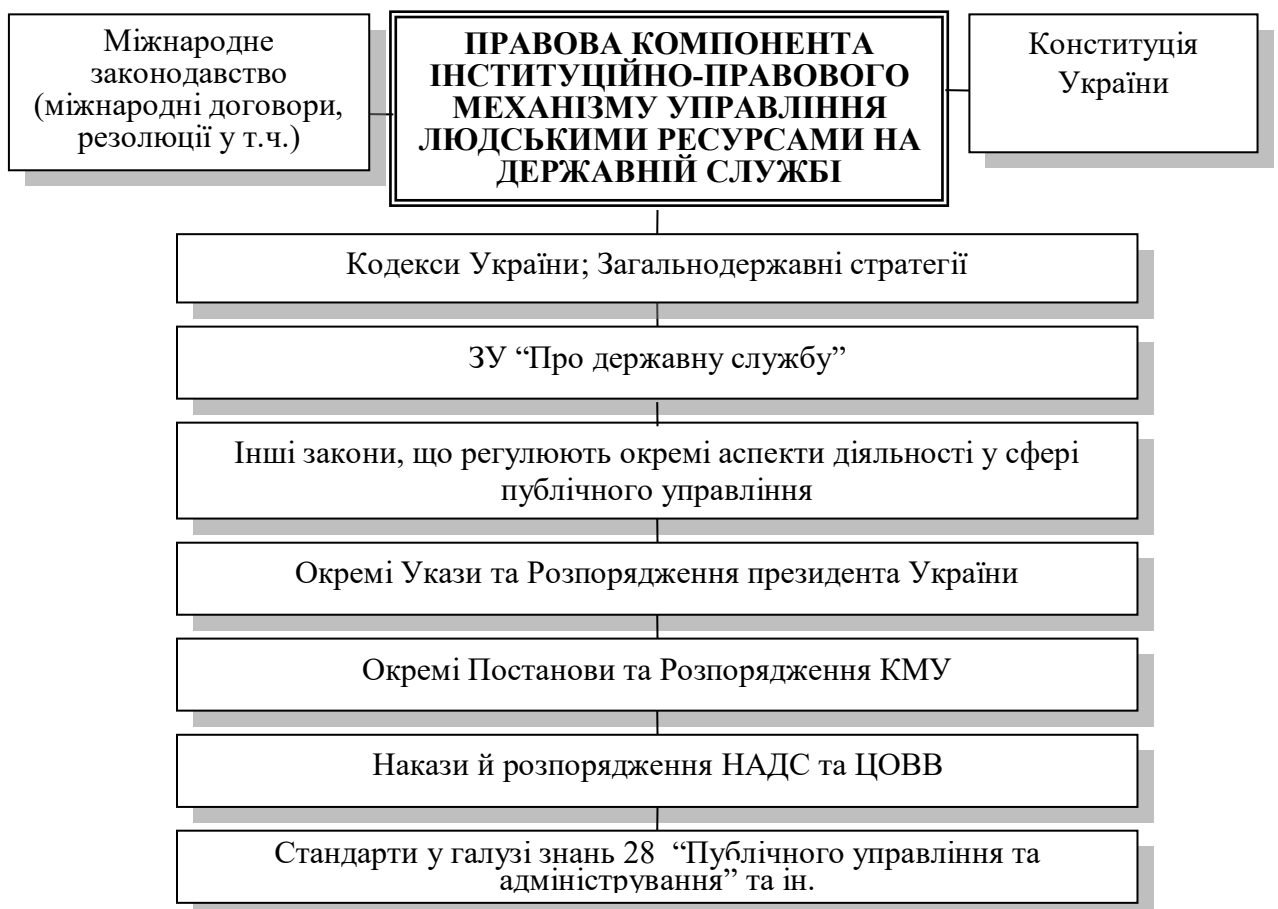 Міжнародне
законодавство
(міжнародні договори,
резолюції у т.ч.)
ПРАВОВА КОМПОНЕНТА
ІНСТИТУЦІЙНО-ПРАВОВОГО
МЕХАНІЗМУ УПРАВЛІННЯ
ЛЮДСЬКИМИ РЕСУРСАМИ НА
ДЕРЖАВНІЙ СЛУЖБІ
Конституція
України
Кодекси України; Загальнодержавні стратегії
ЗУ “Про державну службу”
Інші закони, що регулюють окремі аспекти діяльності у сфері
публічного управління
Окремі Укази та Розпорядження президента України
Окремі Постанови та Розпорядження КМУ
Накази й розпорядження НАДС та ЦОВВ
Стандарти у галузі знань 28 “Публічного управління та
адміністрування” та ін.